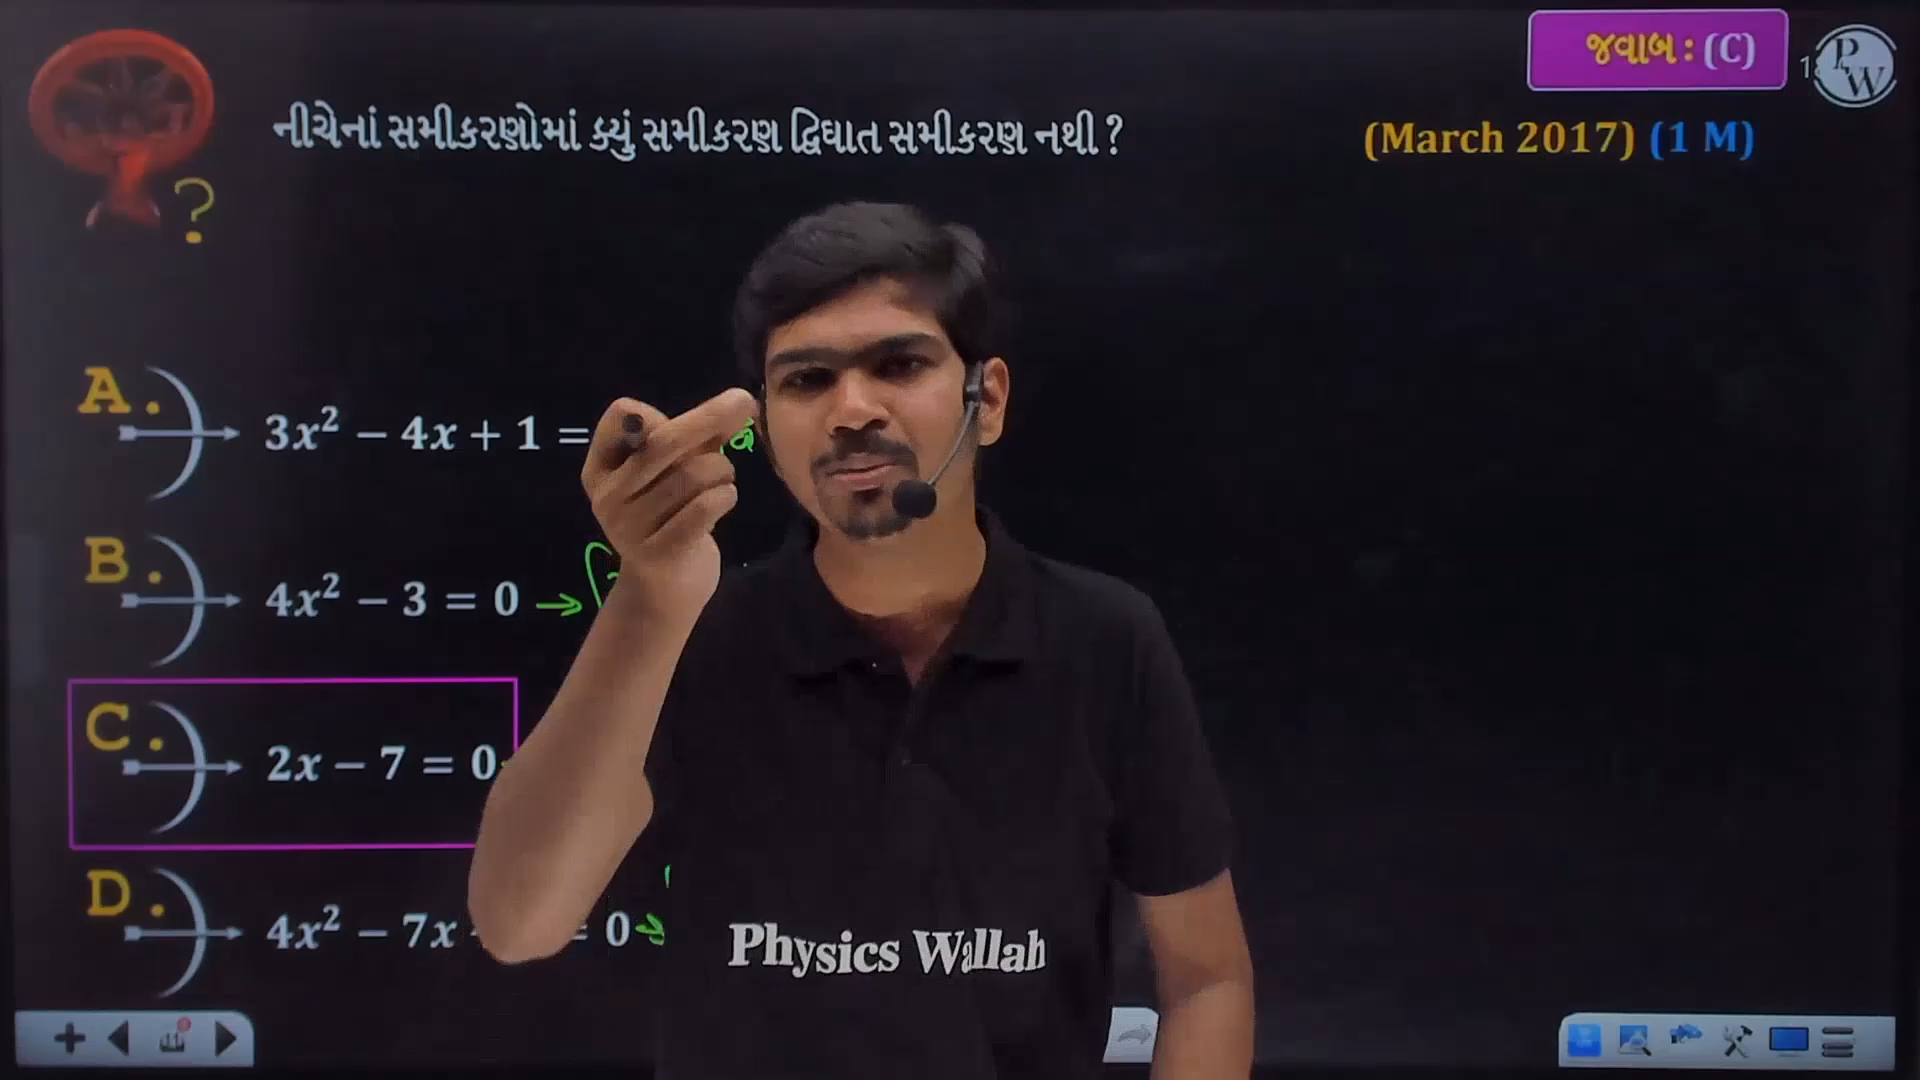 જવાબ : (C)
PW
નીચેનાં સમીકરણોમાં ક્યું સમીકરણ દ્વિઘાત સમીકરણ નથી ?
(March 2017) (1 M)
?
A. 3x² − 4x + 1 =
B. 4x² − 3 = 0 →
C. 2x − 7 = 0
D. 4x² − 7x = 0 →
Physics Wallah